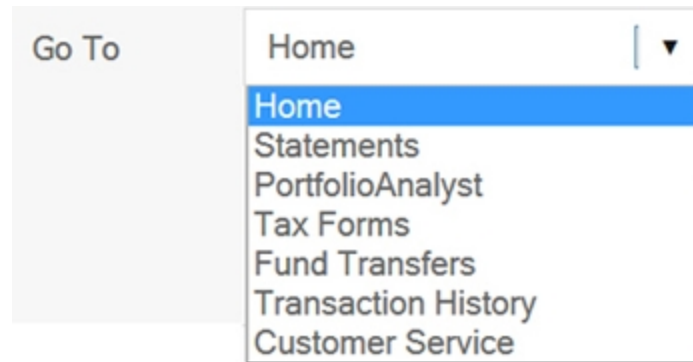 Go To Home
Home
Statements
PortfolioAnalyst
Tax Forms
Fund Transfers
Transaction History
Customer Service